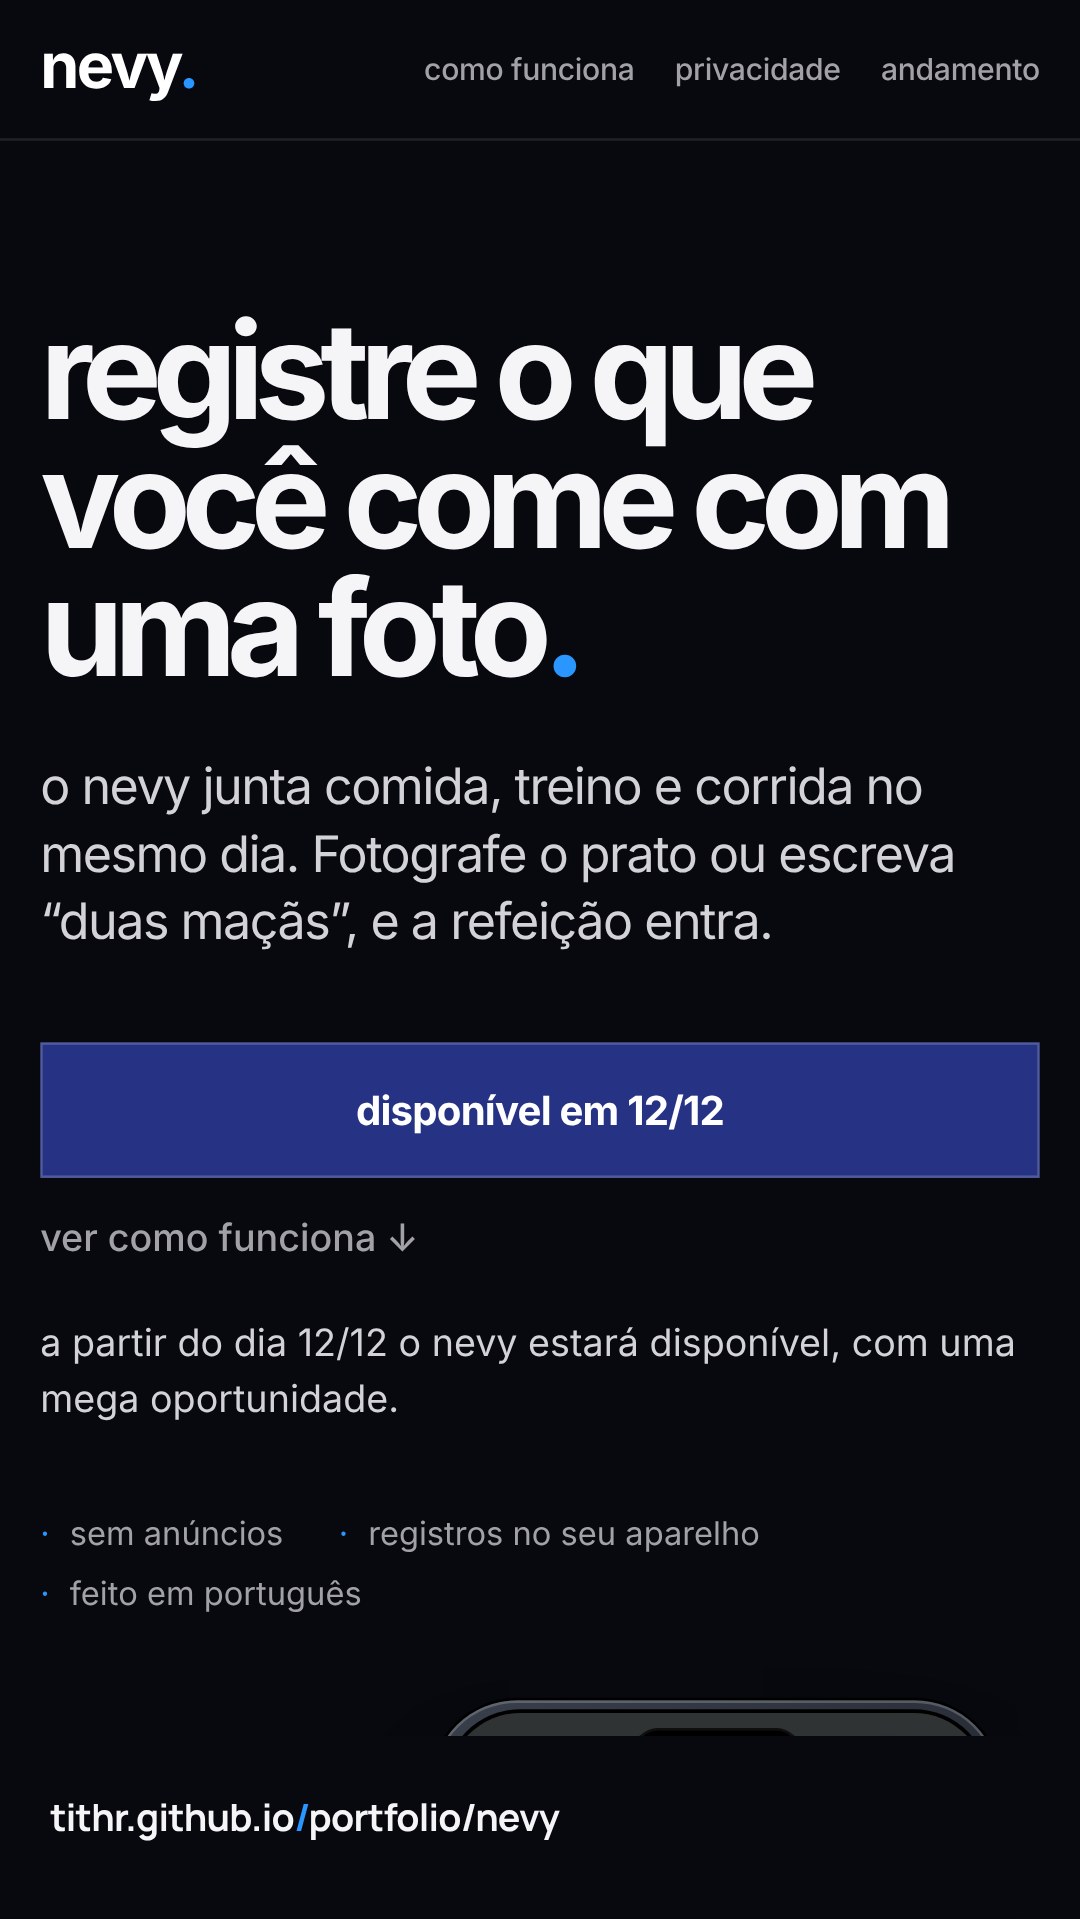 nevy.
como funciona privacidade andamento
registre o que
você come com
uma foto.
o nevy junta comida, treino e corrida no
mesmo dia. Fotografe o prato ou escreva
“duas maçãs”, e a refeição entra.
disponível em 12/12
ver como funciona ↓
a partir do dia 12/12 o nevy estará disponível, com uma
mega oportunidade.
· sem anúncios · registros no seu aparelho
· feito em português
tithr.github.io/portfolio/nevy